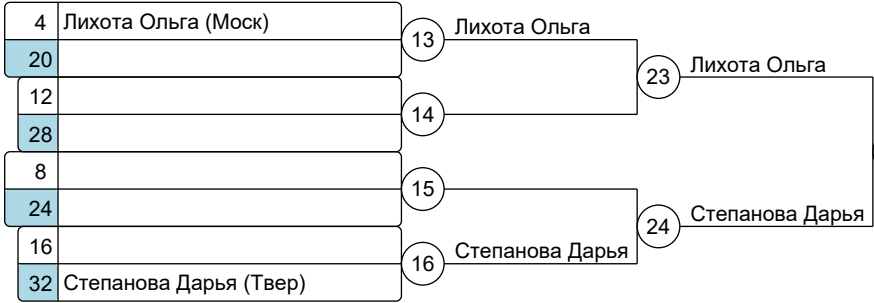 4 Лихота Ольга (Моск)
13 Лихота Ольга
20
23 Лихота Ольга
12
14
28
8
15
24
24 Степанова Дарья
16
16 Степанова Дарья
32 Степанова Дарья (Твер)